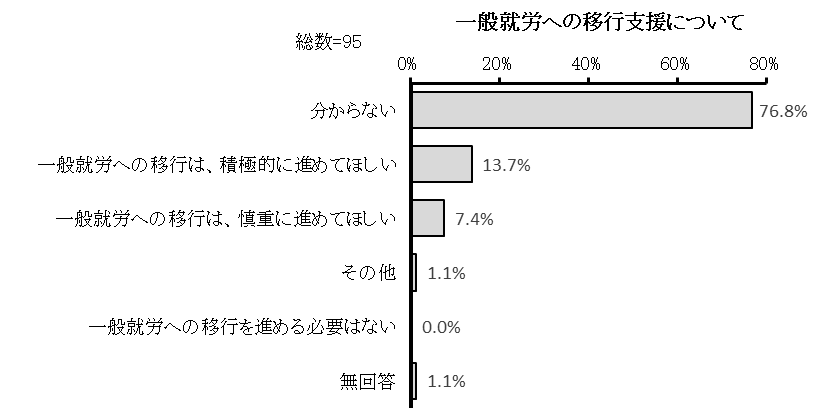 一般就労への移行支援について
総数=95
0% 20% 40% 60% 80%
分からない 76.8%
一般就労への移行は、積極的に進めてほしい 13.7%
一般就労への移行は、慎重に進めてほしい 7.4%
その他 1.1%
一般就労への移行を進める必要はない 0.0%
無回答 1.1%